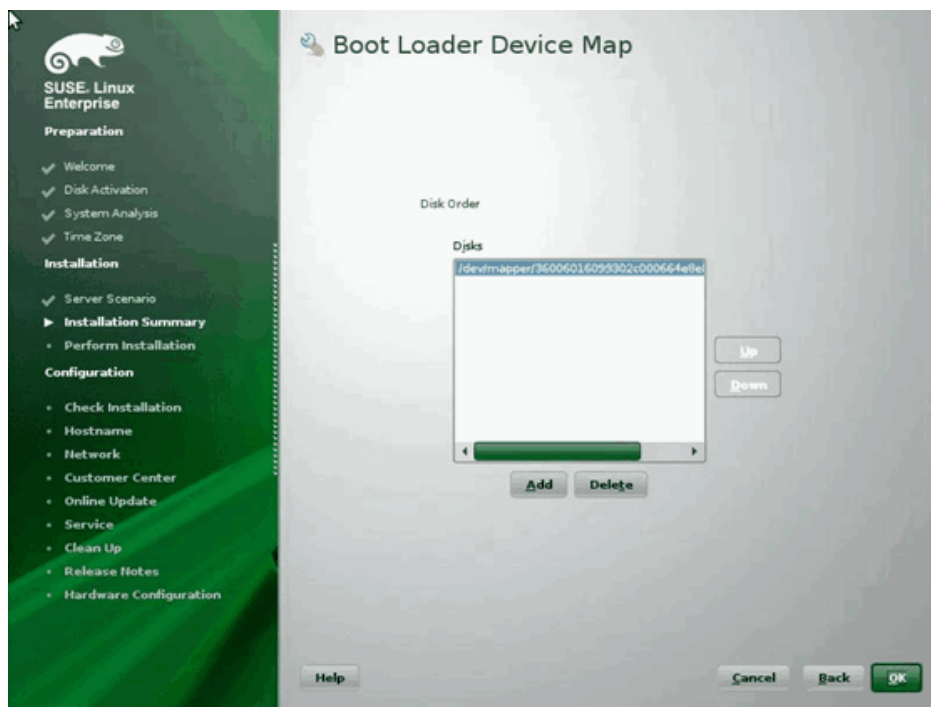 SUSE. Linux
Enterprise
Preparation
Welcome
Disk Activation
System Analysis
Time Zone
Installation
Server Scenario
Installation Summary
Perform Installation
Configuration
Check Installation
Hostname
Network
Customer Center
Online Update
Service
Clean Up
Release Notes
Hardware Configuration
Boot Loader Device Map
Disk Order
Disks
/dev/mapper/36006016099302c000664e8e
Up
Down
Add Delete
Help Cancel Back OK